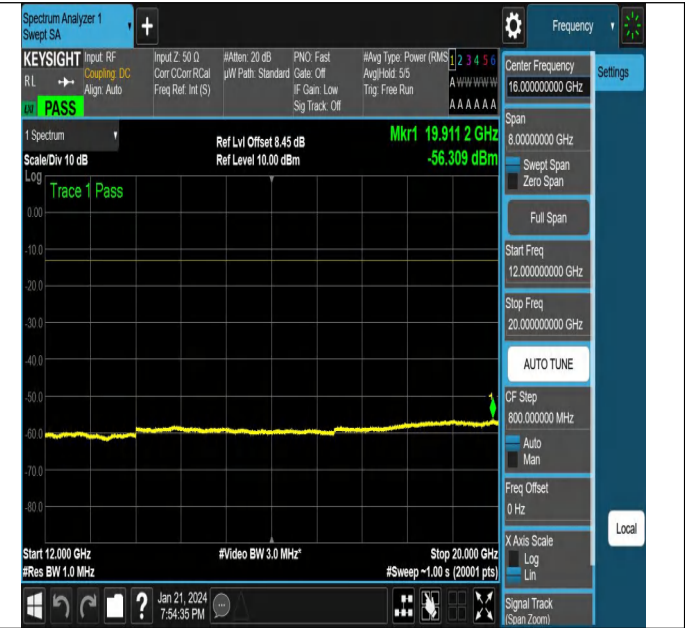 Spectrum Analyzer 1
Swept SA
+
Frequency
KEYSIGHT
RL
Input: RF
Coupling: DC
Align: Auto
Input Z: 50 Ω
Corr CCorr RCal
Freq Ref: Int (S)
#Atten: 20 dB
µW Path: Standard
PNO: Fast
Gate: Off
IF Gain: Low
Sig Track: Off
#Avg Type: Power (RMS
Avg|Hold: 5/5
Trig: Free Run
1 2 3 4 5 6
A W W W W W
A A A A A A
LXI PASS
1 Spectrum
Scale/Div 10 dB
Ref Lvl Offset 8.45 dB
Ref Level 10.00 dBm
Mkr1 19.911 2 GHz
-56.309 dBm
Log
Trace 1 Pass
0.00
-10.0
-20.0
-30.0
-40.0
-50.0
-60.0
-70.0
-80.0
1
Start 12.000 GHz
#Res BW 1.0 MHz
#Video BW 3.0 MHz*
Stop 20.000 GHz
#Sweep ~1.00 s (20001 pts)
Jan 21, 2024
7:54:35 PM
?
Center Frequency
16.000000000 GHz
Settings
Span
8.00000000 GHz
Swept Span
Zero Span
Full Span
Start Freq
12.000000000 GHz
Stop Freq
20.000000000 GHz
AUTO TUNE
CF Step
800.000000 MHz
Auto
Man
Freq Offset
0 Hz
X Axis Scale
Log
Lin
Local
Signal Track
(Span Zoom)